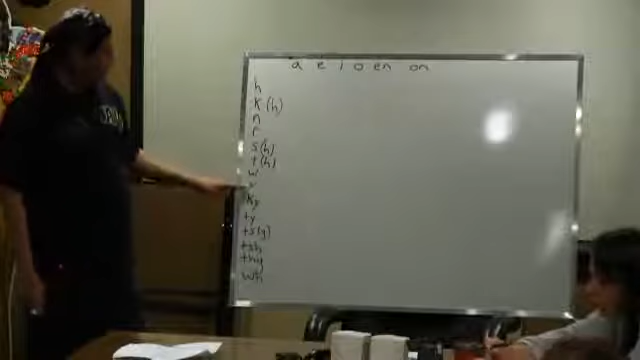 a e i o en on
h
k(h)
n
r
s(h)
t(h)
w
y
ky
ty
ts(y)
tsh
thy
wh